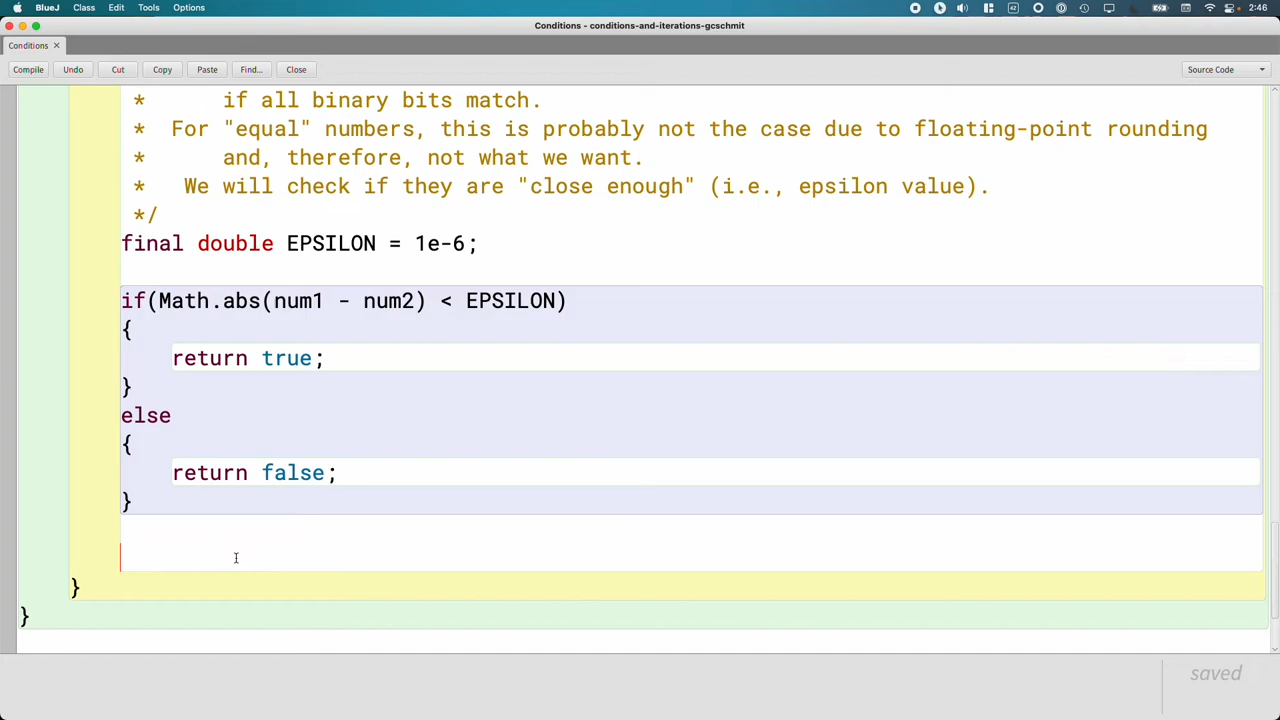 BlueJ Class Edit Tools Options 2:46
Conditions - conditions-and-iterations-gcschmit
Conditions ×
Compile Undo Cut Copy Paste Find... Close Source Code
* if all binary bits match.
* For "equal" numbers, this is probably not the case due to floating-point rounding
* and, therefore, not what we want.
* We will check if they are "close enough" (i.e., epsilon value).
*/
final double EPSILON = 1e-6;
if(Math.abs(num1 - num2) < EPSILON)
{
return true;
}
else
{
return false;
}
}
}
saved